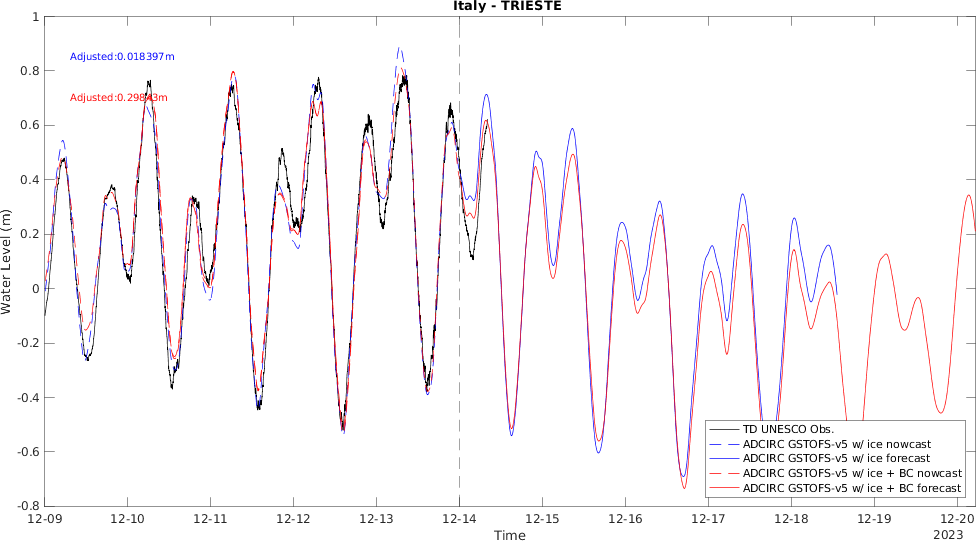 Italy - TRIESTE
1
0.8
0.6
0.4
0.2
0
-0.2
-0.4
-0.6
-0.8
Water Level (m)
Adjusted:0.018397m
TD UNESCO Obs.
ADCIRC GSTOFS-v5 w/ ice nowcast
ADCIRC GSTOFS-v5 w/ ice forecast
ADCIRC GSTOFS-v5 w/ ice + BC nowcast
ADCIRC GSTOFS-v5 w/ ice + BC forecast
12-09 12-10 12-11 12-12 12-13 12-14 12-15 12-16 12-17 12-18 12-19 12-20
Time
2023